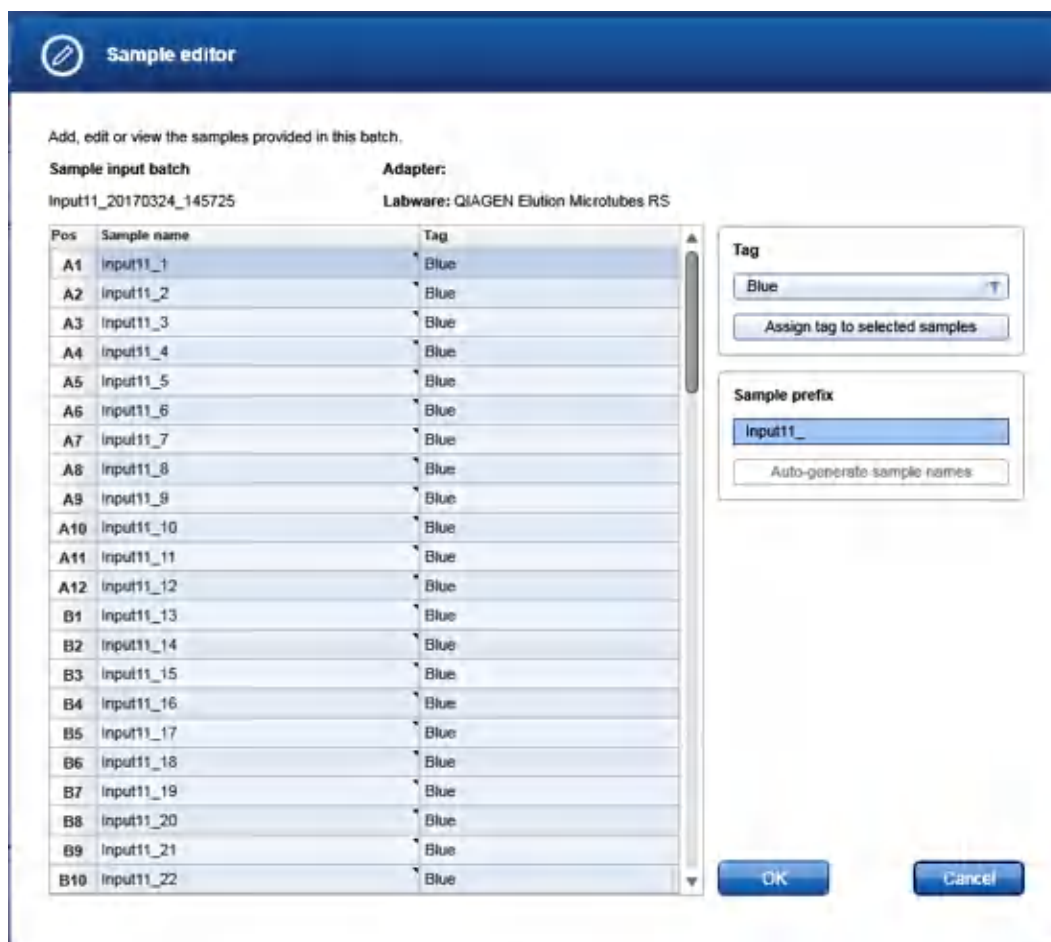 Sample editor
Add, edit or view the samples provided in this batch.
Sample input batch Adapter:
Input11_20170324_145725 Labware: QIAGEN Elution Microtubes RS
Pos Sample name Tag
A1 Input11_1 Blue
A2 Input11_2 Blue
A3 Input11_3 Blue
A4 Input11_4 Blue
A5 Input11_5 Blue
A6 Input11_6 Blue
A7 Input11_7 Blue
A8 Input11_8 Blue
A9 Input11_9 Blue
A10 Input11_10 Blue
A11 Input11_11 Blue
A12 Input11_12 Blue
B1 Input11_13 Blue
B2 Input11_14 Blue
B3 Input11_15 Blue
B4 Input11_16 Blue
B5 Input11_17 Blue
B6 Input11_18 Blue
B7 Input11_19 Blue
B8 Input11_20 Blue
B9 Input11_21 Blue
B10 Input11_22 Blue
Tag
Blue
Assign tag to selected samples
Sample prefix
Input11_
Auto-generate sample names
OK Cancel